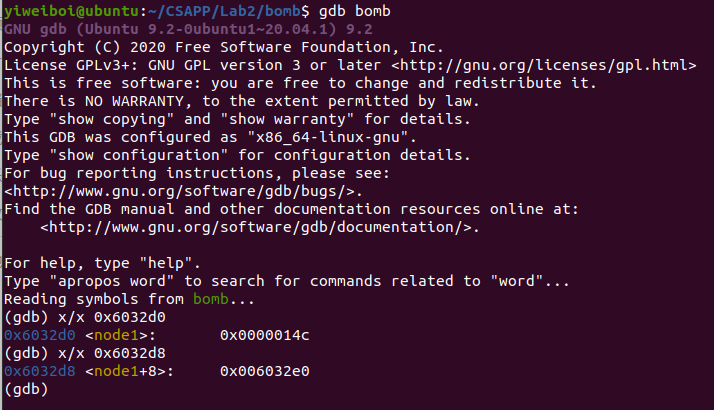 yiweiboi@ubuntu:~/CSAPP/Lab2/bomb$ gdb bomb
GNU gdb (Ubuntu 9.2-0ubuntu1~20.04.1) 9.2
Copyright (C) 2020 Free Software Foundation, Inc.
License GPLv3+: GNU GPL version 3 or later <http://gnu.org/licenses/gpl.html>
This is free software: you are free to change and redistribute it.
There is NO WARRANTY, to the extent permitted by law.
Type "show copying" and "show warranty" for details.
This GDB was configured as "x86_64-linux-gnu".
Type "show configuration" for configuration details.
For bug reporting instructions, please see:
<http://www.gnu.org/software/gdb/bugs/>.
Find the GDB manual and other documentation resources online at:
    <http://www.gnu.org/software/gdb/documentation/>.

For help, type "help".
Type "apropos word" to search for commands related to "word"...
Reading symbols from bomb...
(gdb) x/x 0x6032d0
0x6032d0 <node1>:       0x0000014c
(gdb) x/x 0x6032d8
0x6032d8 <node1+8>:     0x006032e0
(gdb)